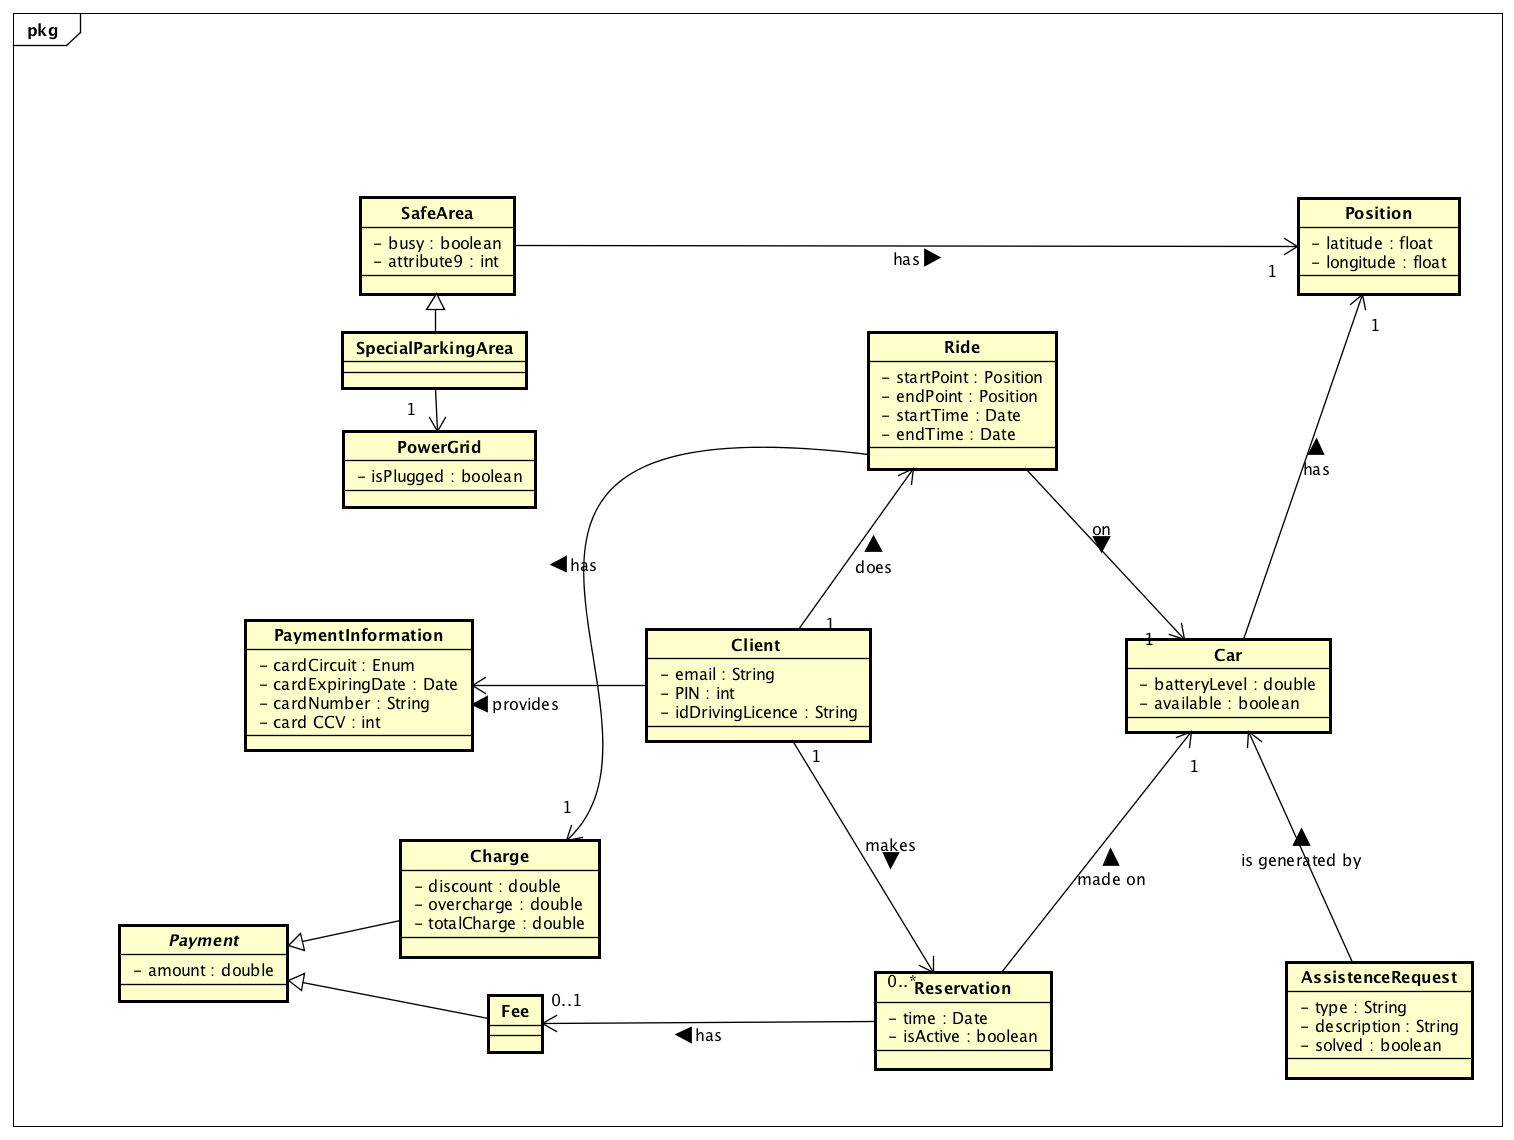 pkg
SafeArea
- busy : boolean
- attribute9 : int
Position
- latitude : float
- longitude : float
has
1
1
SpecialParkingArea
1
PowerGrid
- isPlugged : boolean
Ride
- startPoint : Position
- endPoint : Position
- startTime : Date
- endTime : Date
has
on
has
does
1
1
PaymentInformation
- cardCircuit : Enum
- cardExpiringDate : Date
- cardNumber : String
- card CCV : int
provides
Client
- email : String
- PIN : int
- idDrivingLicence : String
Car
- batteryLevel : double
- available : boolean
1
1
1
makes
made on
is generated by
Charge
- discount : double
- overcharge : double
- totalCharge : double
Payment
- amount : double
Fee
0..1
has
0..*
Reservation
- time : Date
- isActive : boolean
AssistenceRequest
- type : String
- description : String
- solved : boolean